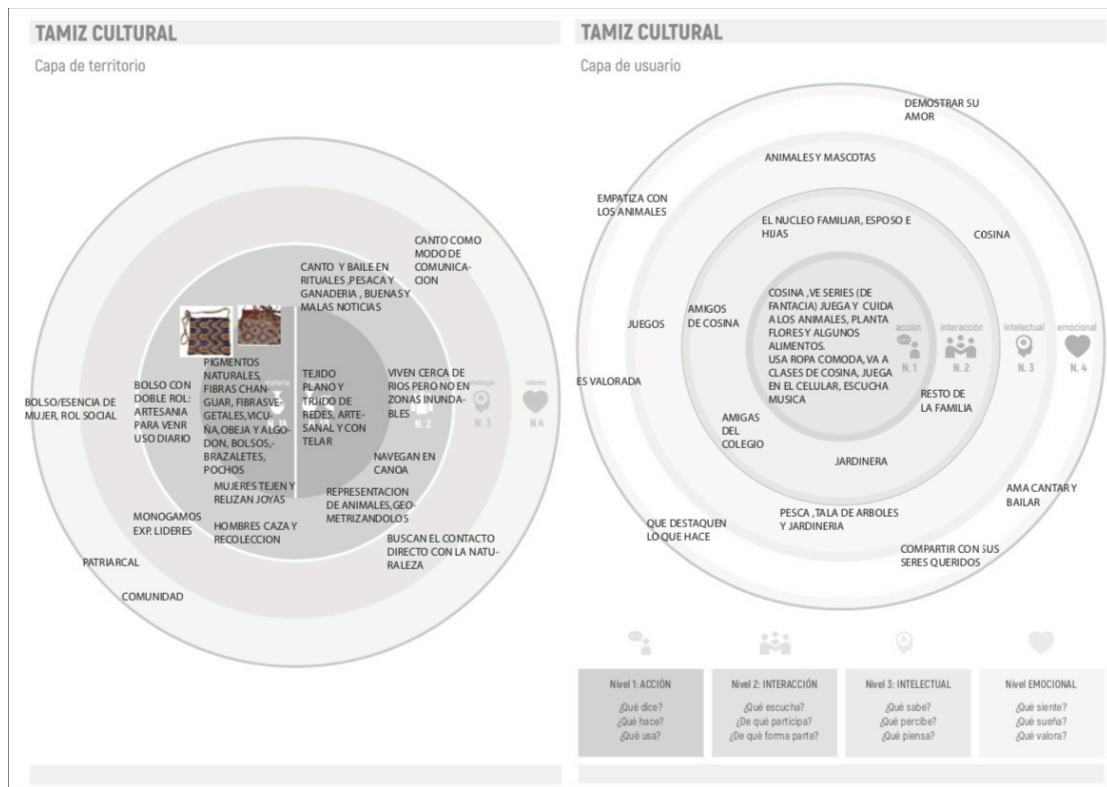 TAMIZ CULTURAL
Capa de territorio
CANTO COMO
MODO DE
COMUNICA-
CION
CANTO Y BAILE EN
RITUALES ,PESACA Y
GANADERIA , BUENAS Y
MALAS NOTICIAS
PIGMENTOS
NATURALES,
FIBRAS CHAN-
GUAR, FIBRASVE-
GETALES,VICU-
ÑA,OBEJA Y ALGO-
DON, BOLSOS,-
BRAZALETES,
POCHOS
TEJIDO
PLANO Y
TRJIDO DE
REDES, ARTE-
SANAL Y CON
TELAR
VIVEN CERCA DE
RIOS PERO NO EN
ZONAS INUNDA-
BLES
BOLSO CON
DOBLE ROL:
ARTESANIA
PARA VENR
USO DIARIO
BOLSO/ESENCIA DE
MUJER, ROL SOCIAL
valores
N. 2
N. 3
N.4
NAVEGAN EN
CANOA
MUJERES TEJEN Y
RELIZAN JOYAS
REPRESENTACION
DE ANIMALES,GEO-
METRIZANDOLOS
MONOGAMOS
EXP. LIDERES
HOMBRES CAZA Y
RECOLECCION
BUSCAN EL CONTACTO
DIRECTO CON LA NATU-
RALEZA
PATRIARCAL
COMUNIDAD
TAMIZ CULTURAL
Capa de usuario
DEMOSTRAR SU
AMOR
ANIMALES Y MASCOTAS
EMPATIZA CON
LOS ANIMALES
EL NUCLEO FAMILIAR, ESPOSO E
HIJAS
COSINA
COSINA ,VE SERIES (DE
FANTACIA) JUEGA Y CUIDA
A LOS ANIMALES, PLANTA
FLORES Y ALGUNOS
ALIMENTOS.
USA ROPA COMODA, VA A
CLASES DE COSINA, JUEGA
EN EL CELULAR, ESCUCHA
MUSICA
AMIGOS
DE COSINA
JUEGOS
acción
interacción
intelectual
emocional
N. 1
N. 2
N. 3
N. 4
ES VALORADA
RESTO DE
LA FAMILIA
AMIGAS
DEL
COLEGIO
JARDINERA
AMA CANTAR Y
BAILAR
PESCA ,TALA DE ARBOLES
Y JARDINERIA
QUE DESTAQUEN
LO QUE HACE
COMPARTIR CON SUS
SERES QUERIDOS
Nivel 1: ACCIÓN
¿Qué dice?
¿Qué hace?
¿Qué usa?
Nivel 2: INTERACCIÓN
¿Qué escucha?
¿De qué participa?
¿De qué forma parte?
Nivel 3: INTELECTUAL
¿Qué sabe?
¿Qué percibe?
¿Qué piensa?
Nivel EMOCIONAL
¿Qué siente?
¿Qué sueña?
¿Qué valora?